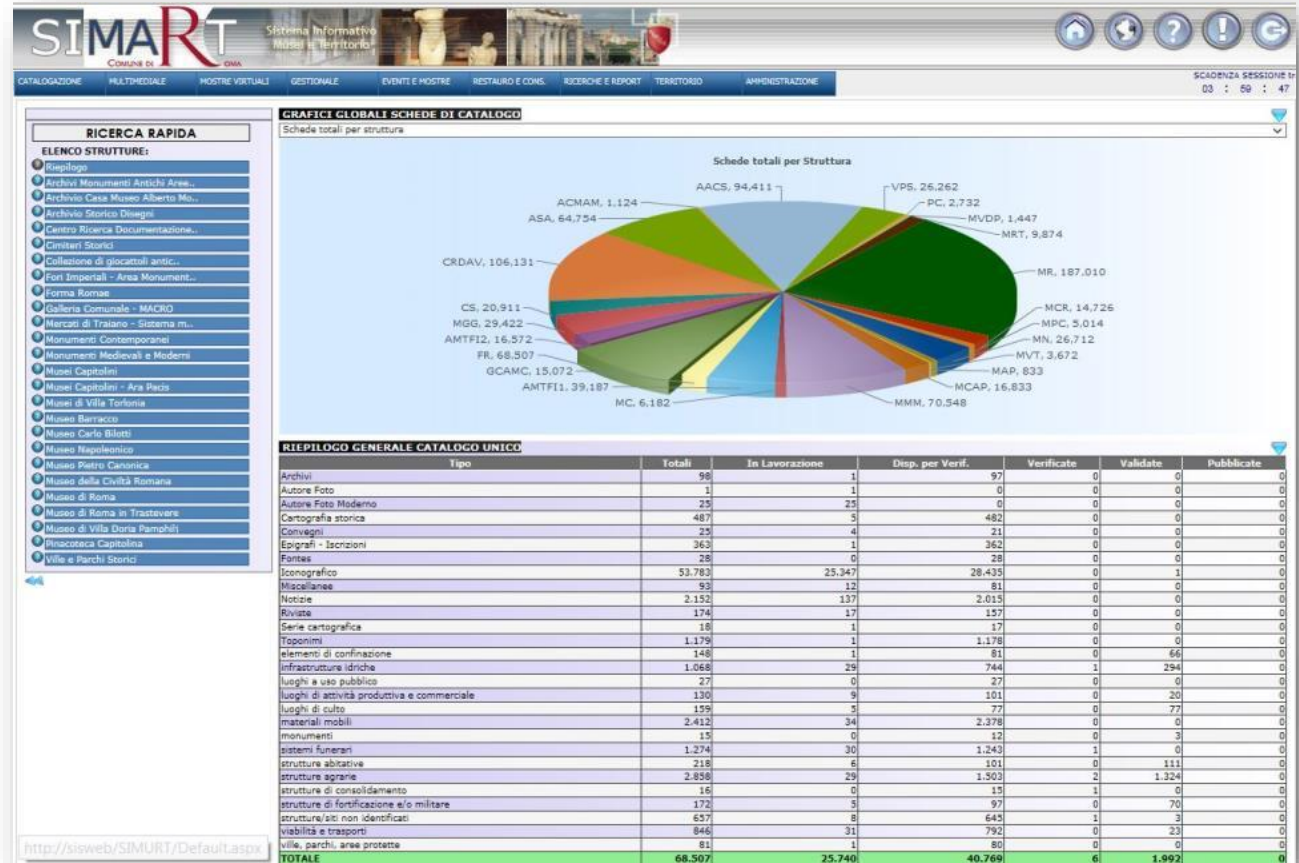 SIMART
COMUNE DI ROMA
Sistema Informativo
Musei e Territorio
CATALOGAZIONE MULTIMEDIALE MOSTRE VIRTUALI GESTIONALE EVENTI E MOSTRE RESTAURO E CONS. RICERCHE E REPORT TERRITORIO AMMINISTRAZIONE
SCADENZA SESSIONE tr
03 : 59 : 47
RICERCA RAPIDA
ELENCO STRUTTURE:
Riepilogo
Archivi Monumenti Antichi Aree..
Archivio Casa Museo Alberto Mo..
Archivio Storico Disegni
Centro Ricerca Documentazione..
Cimiteri Storici
Collezione di giocattoli antic..
Fori Imperiali - Area Monument..
Forma Romae
Galleria Comunale - MACRO
Mercati di Traiano - Sistema m..
Monumenti Contemporanei
Monumenti Medievali e Moderni
Musei Capitolini
Musei Capitolini - Ara Pacis
Musei di Villa Torlonia
Museo Barracco
Museo Carlo Bilotti
Museo Napoleonico
Museo Pietro Canonica
Museo della Civiltà Romana
Museo di Roma
Museo di Roma in Trastevere
Museo di Villa Doria Pamphilj
Pinacoteca Capitolina
Ville e Parchi Storici
GRAFICI GLOBALI SCHEDE DI CATALOGO
Schede totali per struttura
Schede totali per Struttura
AACS, 94,411
VPS, 26,262
ACMAM, 1,124
PC, 2,732
ASA, 64,754
MVDP, 1,447
MRT, 9,874
CRDAV, 106,131
MR, 187,010
CS, 20,911
MCR, 14,726
MGG, 29,422
MPC, 5,014
AMTFI2, 16,572
MN, 26,712
FR, 68,507
MVT, 3,672
GCAMC, 15,072
MAP, 833
AMTFI1, 39,187
MCAP, 16,833
MC, 6,182
MMM, 70,548
RIEPILOGO GENERALE CATALOGO UNICO
Tipo Totali In Lavorazione Disp. per Verif. Verificate Validate Pubblicate
Archivi 98 1 97 0 0 0
Autore Foto 1 1 0 0 0 0
Autore Foto Moderno 25 25 0 0 0 0
Cartografia storica 487 5 482 0 0 0
Convegni 25 4 21 0 0 0
Epigrafi - Iscrizioni 363 1 362 0 0 0
Fontes 28 0 28 0 0 0
Iconografico 53.783 25.347 28.435 0 1 0
Miscellanee 93 12 81 0 0 0
Notizie 2.152 137 2.015 0 0 0
Riviste 174 17 157 0 0 0
Serie cartografica 18 1 17 0 0 0
Toponimi 1.179 1 1.178 0 0 0
elementi di confinazione 148 1 81 0 66 0
infrastrutture idriche 1.068 29 744 1 294 0
luoghi a uso pubblico 27 0 27 0 0 0
luoghi di attività produttiva e commerciale 130 9 101 0 20 0
luoghi di culto 159 5 77 0 77 0
materiali mobili 2.412 34 2.378 0 0 0
monumenti 15 0 12 0 3 0
sistemi funerari 1.274 30 1.243 1 0 0
strutture abitative 218 6 101 0 111 0
strutture agrarie 2.858 29 1.503 2 1.324 0
strutture di consolidamento 16 0 15 1 0 0
strutture di fortificazione e/o militare 172 5 97 0 70 0
strutture/siti non identificati 657 8 645 1 3 0
viabilità e trasporti 846 31 792 0 23 0
ville, parchi, aree protette 81 1 80 0 0 0
TOTALE 68.507 25.740 40.769 6 1.992 0
http://sisweb/SIMURT/Default.aspx